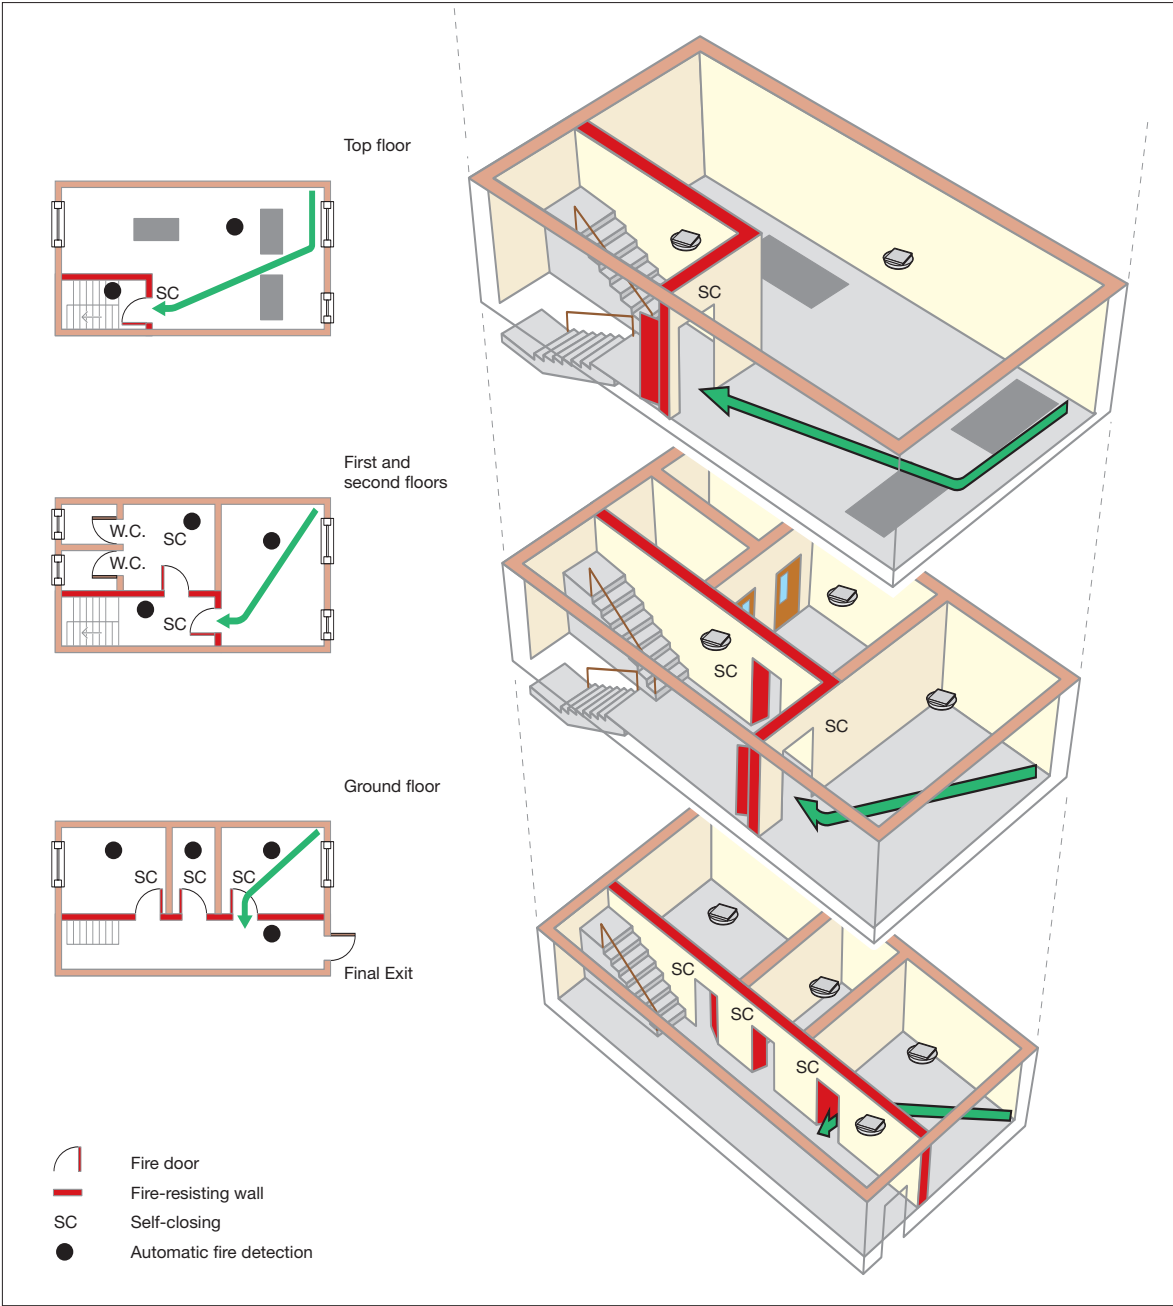 Top floor
SC
SC
First and
second floors
W.C.
SC
W.C.
SC
SC
SC
Ground floor
SC
SC
SC
SC
SC
SC
Final Exit
Fire door
Fire-resisting wall
SC
Self-closing
Automatic fire detection